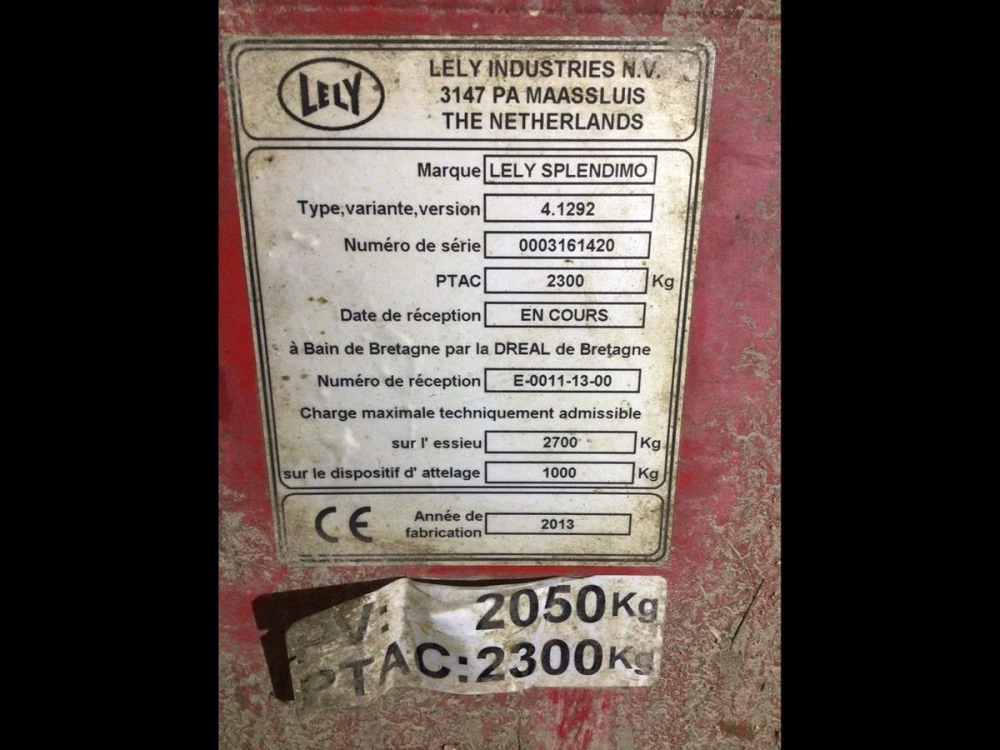 LELY
LELY INDUSTRIES N.V.
3147 PA MAASSLUIS
THE NETHERLANDS
Marque LELY SPLENDIMO
Type,variante,version 4.1292
Numéro de série 0003161420
PTAC 2300 Kg
Date de réception EN COURS
à Bain de Bretagne par la DREAL de Bretagne
Numéro de réception E-0011-13-00
Charge maximale techniquement admissible
sur l' essieu 2700 Kg
sur le dispositif d' attelage 1000 Kg
CE Année de
fabrication 2013
2050Kg
PTAC:2300Kg